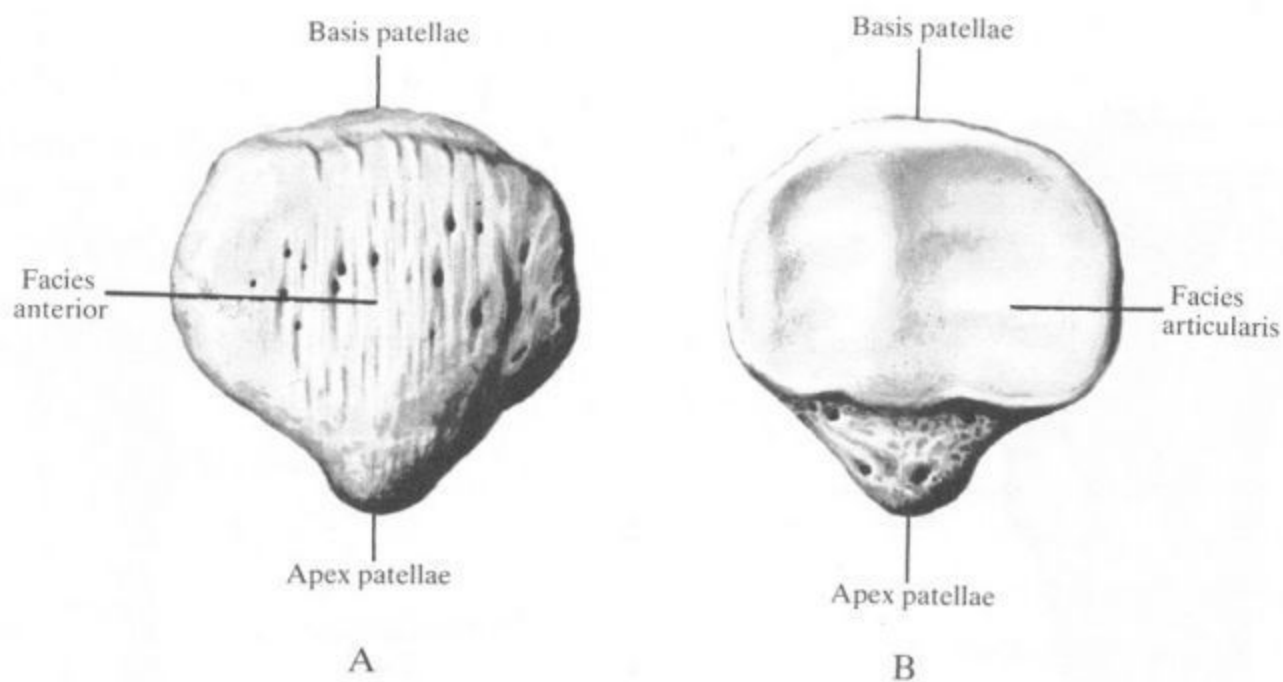 Basis patellae
Facies
anterior
Apex patellae
A
Basis patellae
Facies
articularis
Apex patellae
B